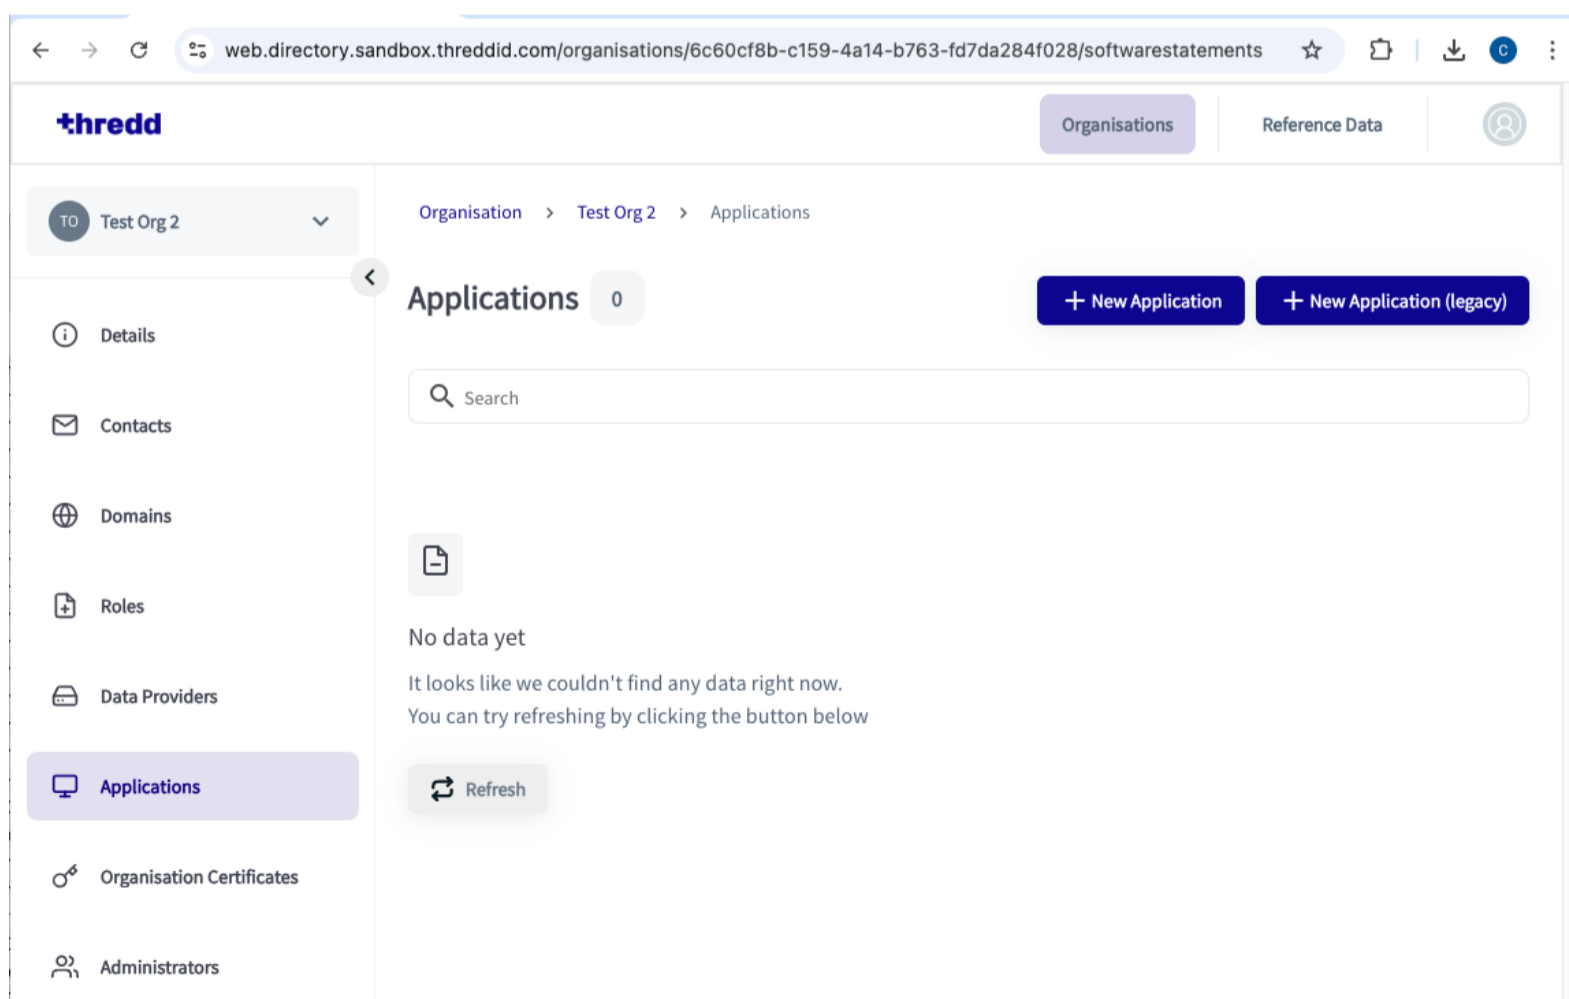 web.directory.sandbox.threddid.com/organisations/6c60cf8b-c159-4a14-b763-fd7da284f028/softwarestatements
C
thredd
Organisations
Reference Data
TO
Test Org 2
Organisation > Test Org 2 > Applications
Applications 0
+ New Application
+ New Application (legacy)
Search
Details
Contacts
Domains
Roles
Data Providers
Applications
Organisation Certificates
Administrators
No data yet
It looks like we couldn't find any data right now.
You can try refreshing by clicking the button below
Refresh